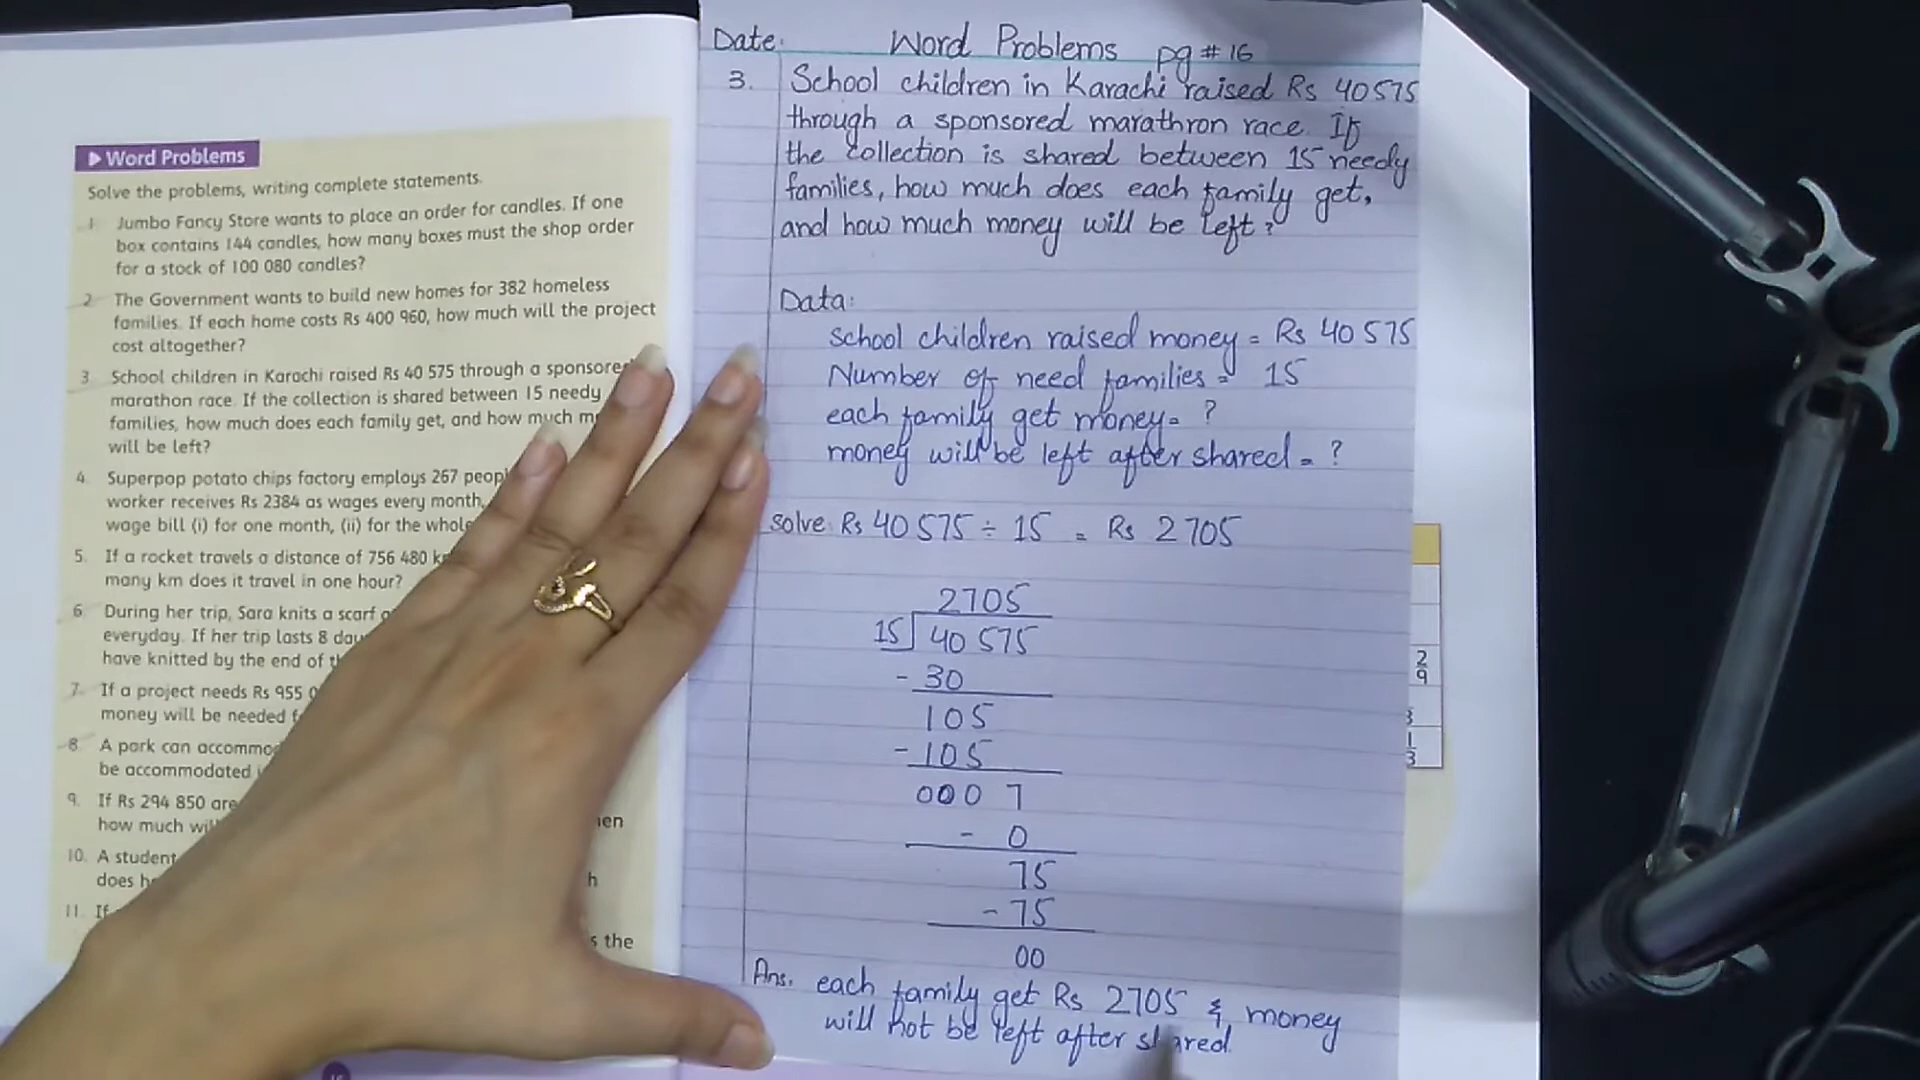 ▶ Word Problems
Solve the problems, writing complete statements.
1 Jumbo Fancy Store wants to place an order for candles. If one
box contains 144 candles, how many boxes must the shop order
for a stock of 100 080 candles?
2 The Government wants to build new homes for 382 homeless
families. If each home costs Rs 400 960, how much will the project
cost altogether?
3 School children in Karachi raised Rs 40 575 through a
marathon race. If the collection is shared between 15 needy
families, how much does each family get, and how much
will be left?
4. Superpop potato chips factory employs 267
worker receives Rs 2384 as wages every month,
wage bill (i) for one month, (ii) for the whole
5. If a rocket travels a distance of 756 480
many km does it travel in one hour?
6. During her trip, Sara knits a scarf
everyday. If her trip lasts 8
have knitted by the end of
7. If a project needs Rs 955
money will be needed
8. A park can
be accommodated
9. If Rs 294 850 are
how much
10. A student
does
11. If
s the
Date: Word Problems pg # 16
3. School children in Karachi raised Rs 40575
through a sponsored marathron race. If
the collection is shared between 15 needy
families, how much does each family get,
and how much money will be left?
Data:
School children raised money = Rs 40 575
Number of need families = 15
each family get money = ?
money will be left after shared = ?
Solve: Rs 40 575 ÷ 15 = Rs 2705
2705
15 40 575
- 30
105
- 105
000 7
- 0
75
- 75
00
Ans. each family get Rs 2705 & money
will not be left after shared
2
9
3
1
3